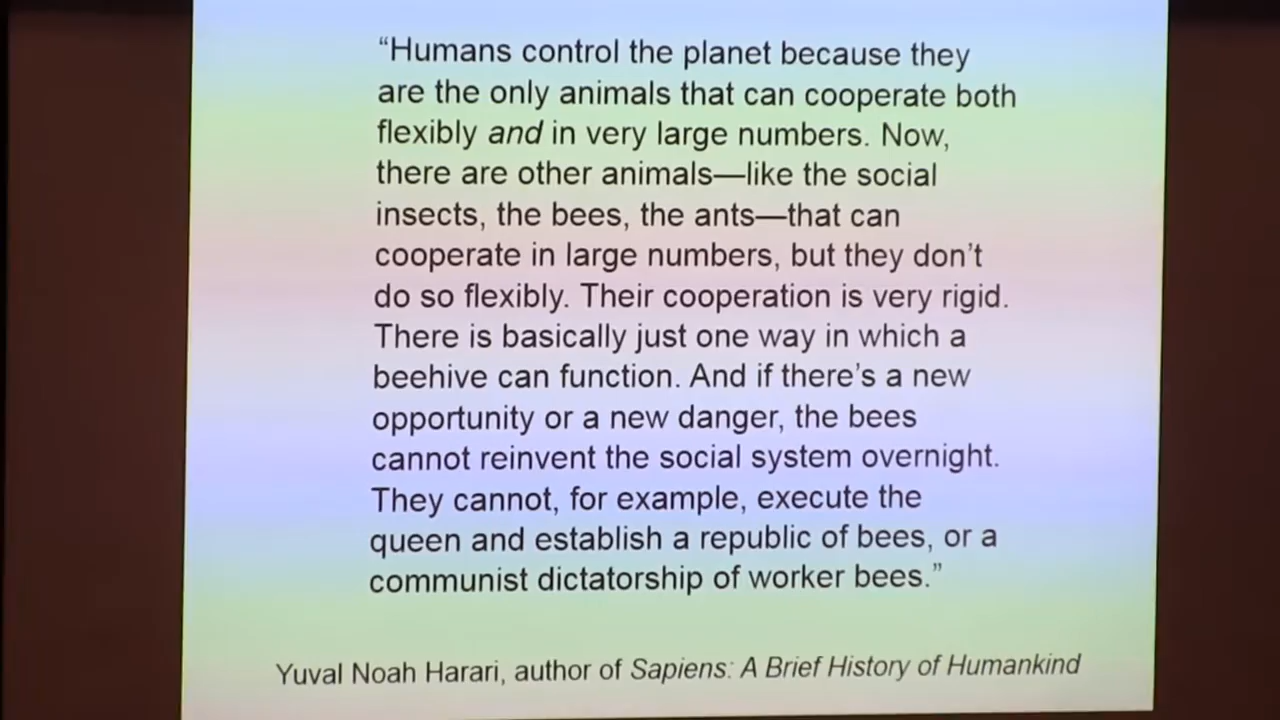 “Humans control the planet because they
are the only animals that can cooperate both
flexibly and in very large numbers. Now,
there are other animals—like the social
insects, the bees, the ants—that can
cooperate in large numbers, but they don’t
do so flexibly. Their cooperation is very rigid.
There is basically just one way in which a
beehive can function. And if there’s a new
opportunity or a new danger, the bees
cannot reinvent the social system overnight.
They cannot, for example, execute the
queen and establish a republic of bees, or a
communist dictatorship of worker bees.”
Yuval Noah Harari, author of Sapiens: A Brief History of Humankind